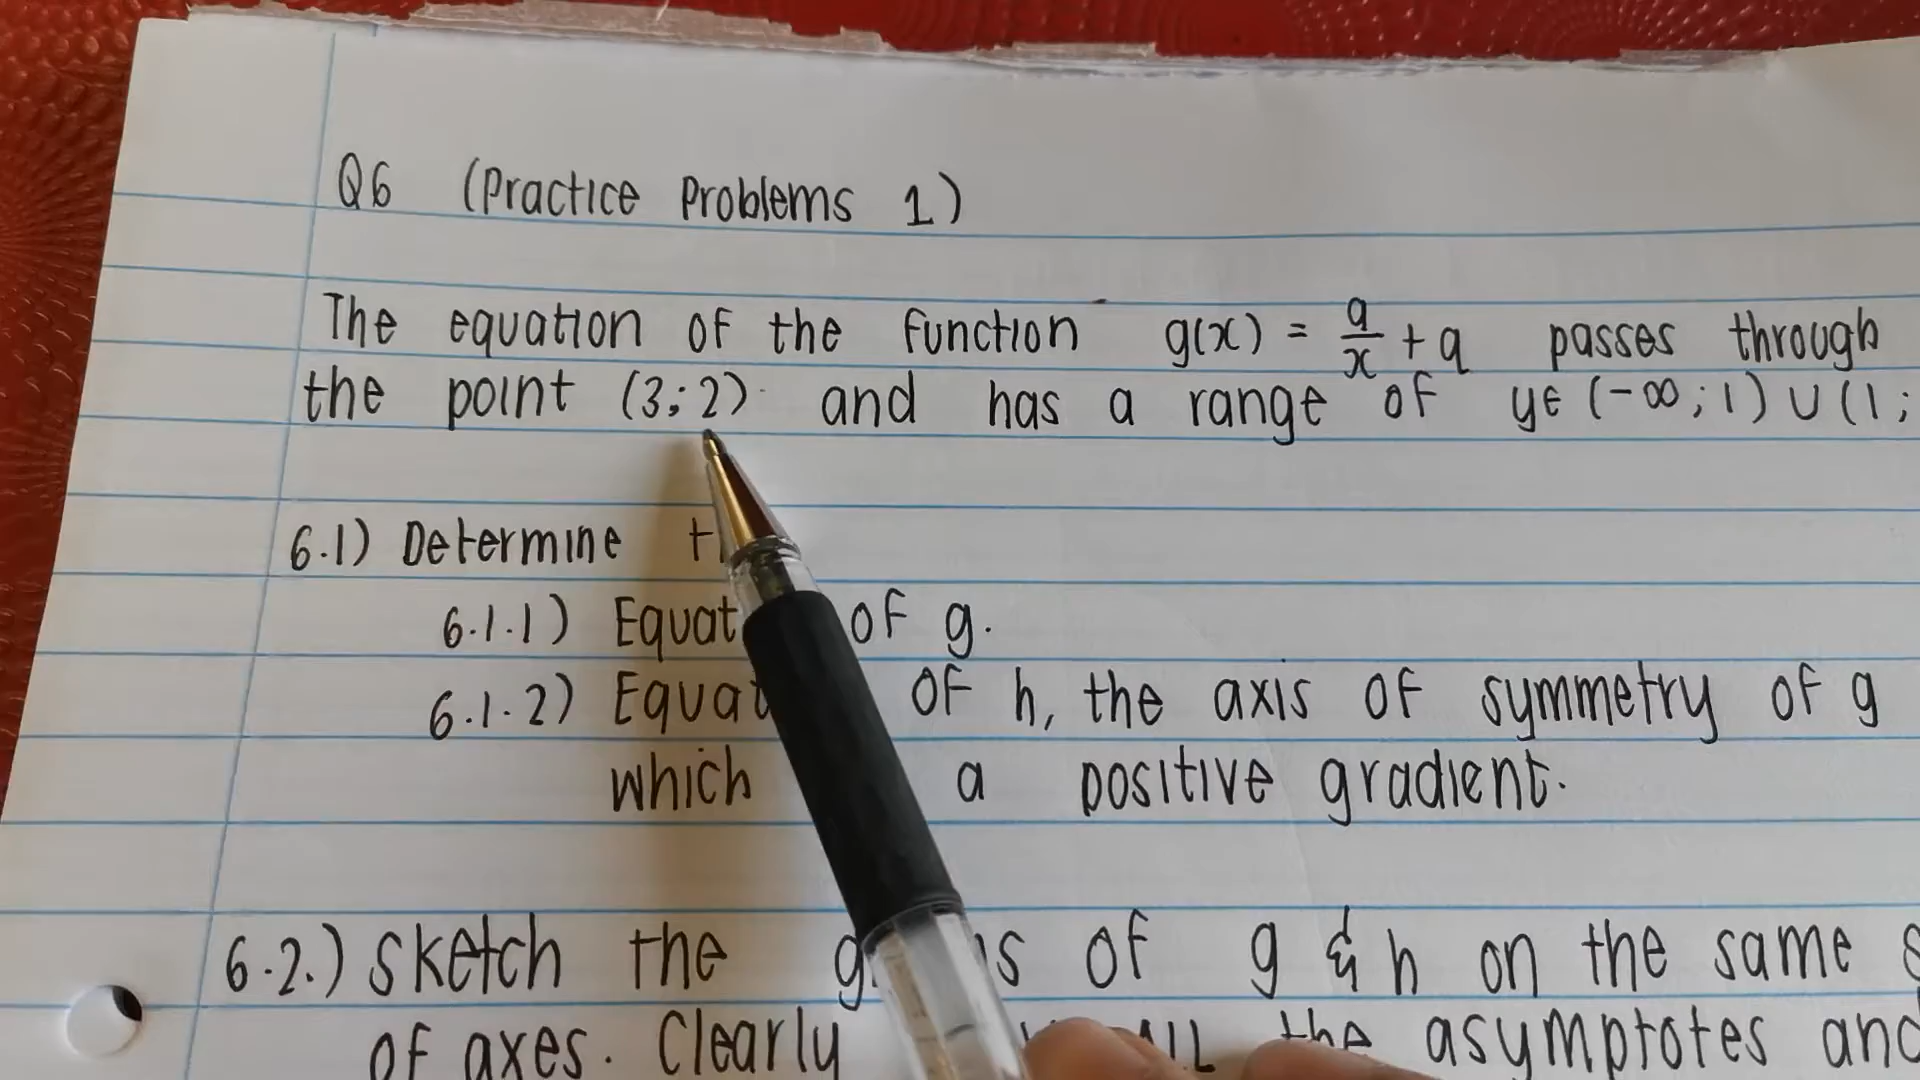 Q6 (Practice Problems 1)
The equation of the function g(x) = a/x + q passes through
the point (3;2) and has a range of y∈(-∞;1)∪(1;
6.1) Determine
6.1.1) Equat of g.
6.1.2) Equat of h, the axis of symmetry of g
which a positive gradient.
6.2.) Sketch the of g & h on the same
of axes. Clearly the asymptotes and